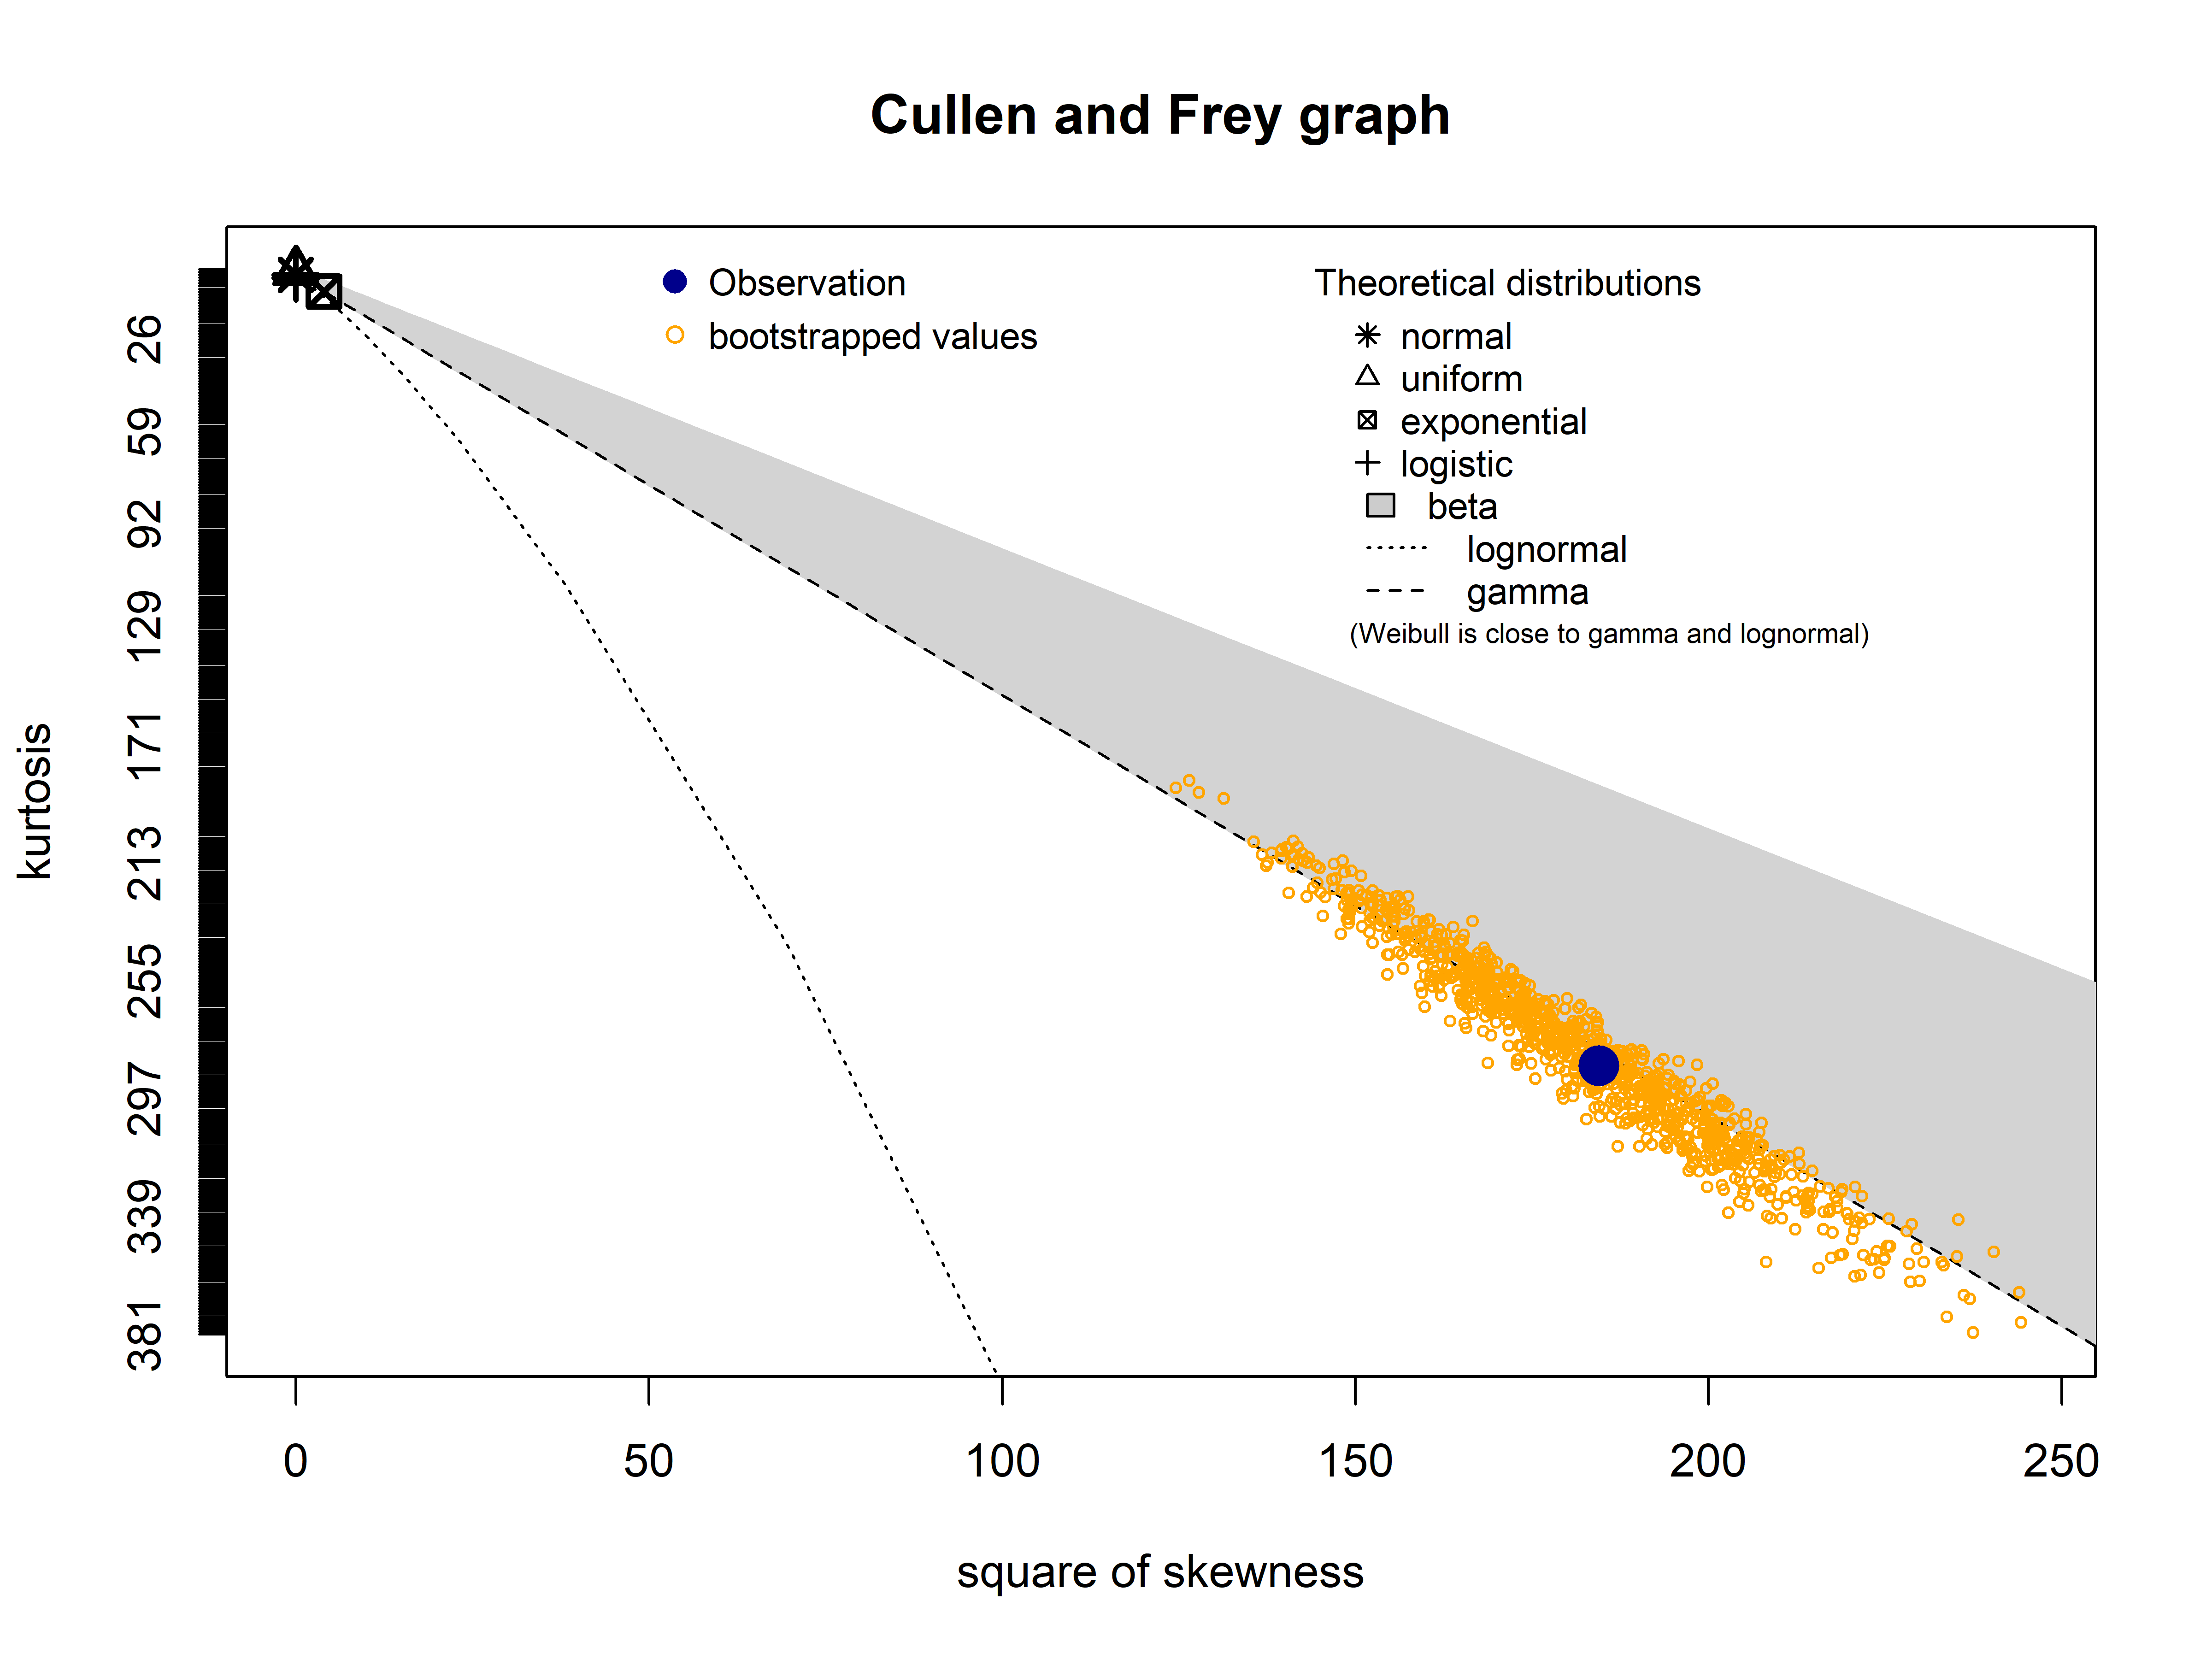 Cullen and Frey graph
Observation
bootstrapped values
Theoretical distributions
normal
uniform
exponential
logistic
beta
lognormal
gamma
(Weibull is close to gamma and lognormal)
kurtosis
26
59
92
129
171
213
255
297
339
381
0 50 100 150 200 250
square of skewness